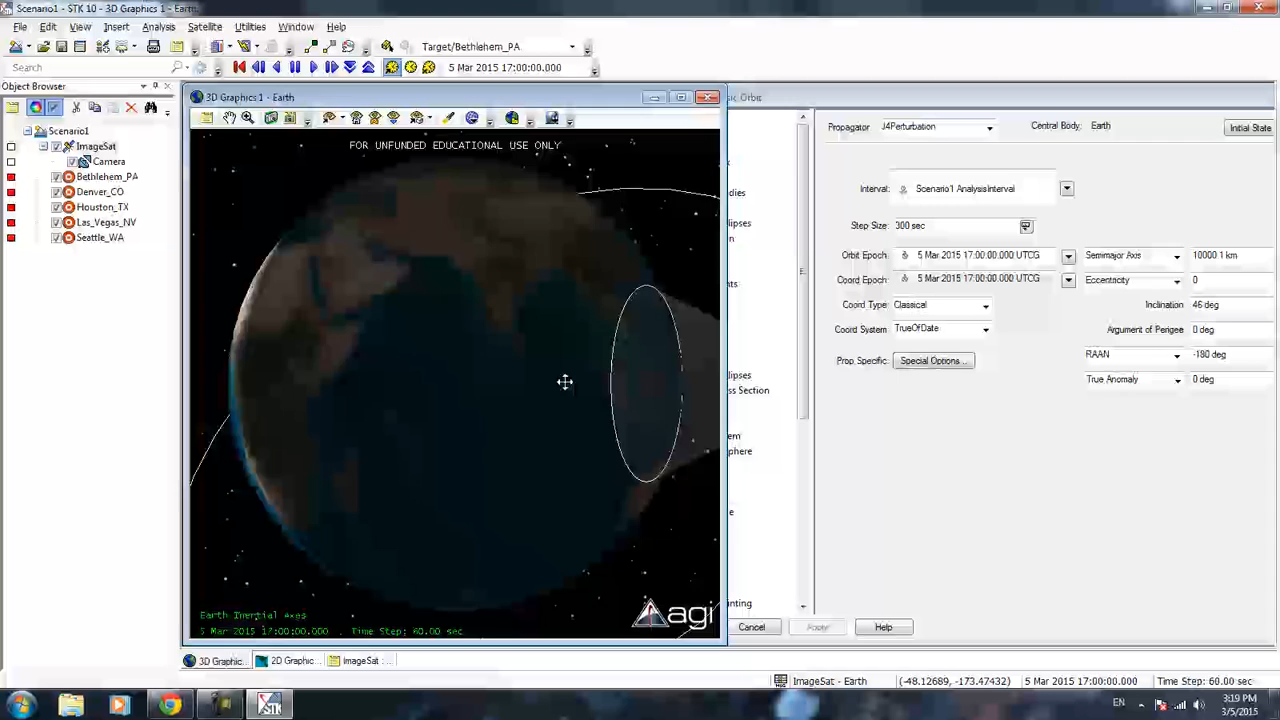 Scenario1 - STK 10 - [3D Graphics 1 - Earth]
File Edit View Insert Analysis Satellite Utilities Window Help
Target/Bethlehem_PA
Search
5 Mar 2015 17:00:00.000
Object Browser
3D Graphics 1 - Earth
Orbit
Scenario1
ImageSat
Camera
Bethlehem_PA
Denver_CO
Houston_TX
Las_Vegas_NV
Seattle_WA
FOR UNFUNDED EDUCATIONAL USE ONLY
Propagator J4Perturbation Central Body: Earth Initial State
Interval: Scenario1 AnalysisInterval
Step Size: 300 sec
Orbit Epoch: 5 Mar 2015 17:00:00.000 UTCG Semimajor Axis 10000.1 km
Coord Epoch: 5 Mar 2015 17:00:00.000 UTCG Eccentricity 0
Coord Type: Classical Inclination 46 deg
Coord System: TrueOfDate Argument of Perigee 0 deg
Prop Specific: Special Options... RAAN -180 deg
True Anomaly 0 deg
Earth Inertial Axes
5 Mar 2015 17:00:00.000 Time Step: 60.00 sec
agi
Cancel Apply Help
3D Graphic... 2D Graphic... ImageSat :...
ImageSat - Earth (-48.12689, -173.47432) 5 Mar 2015 17:00:00.000 Time Step: 60.00 sec
EN
3:19 PM
3/5/2015